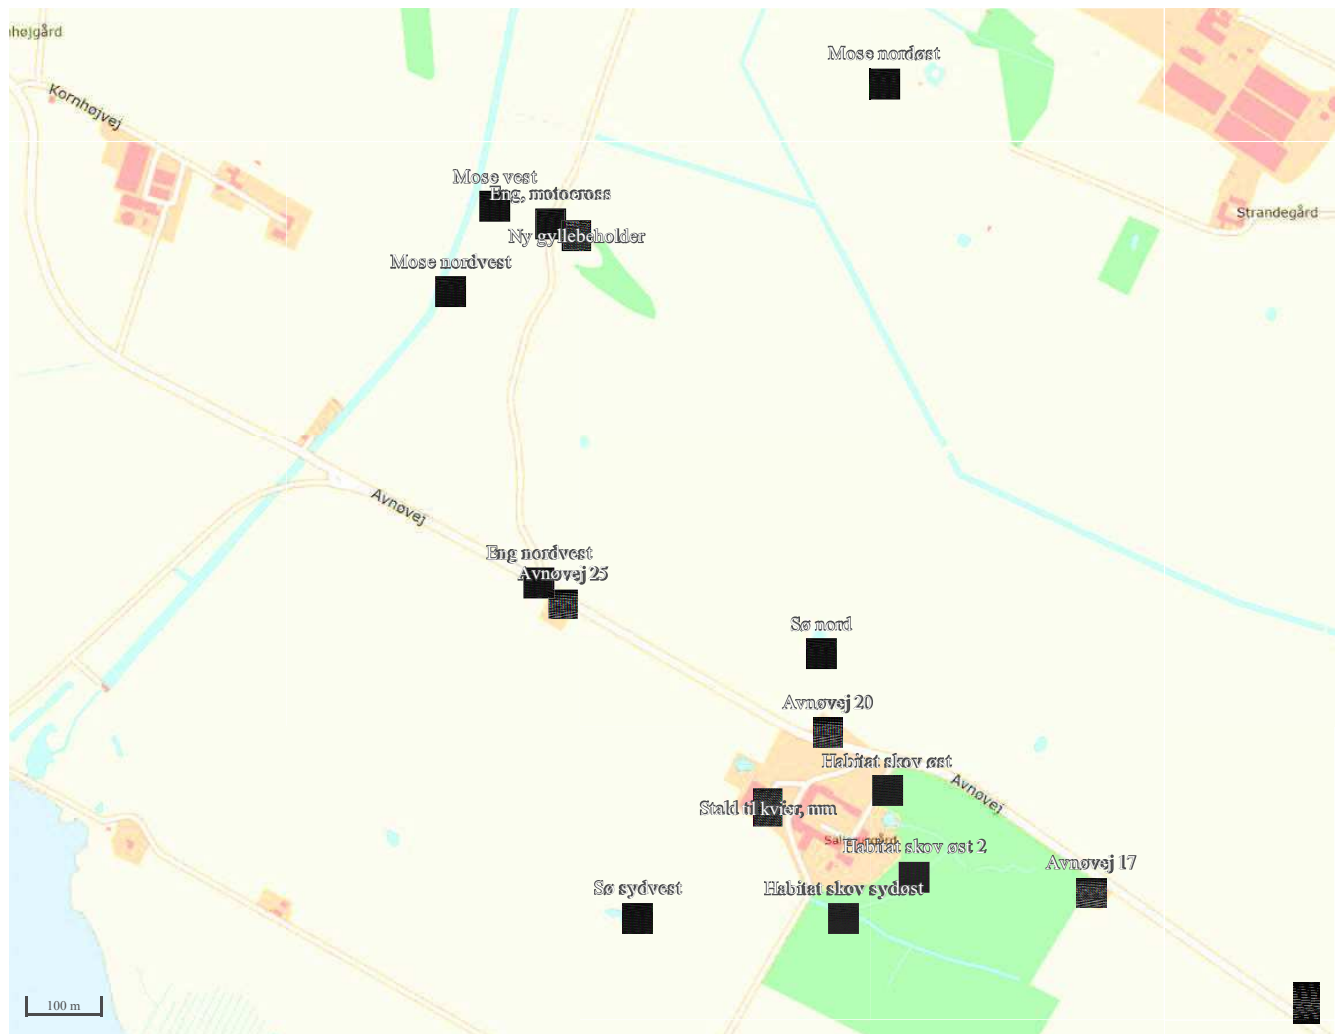 højgård
Mose nordøst
Kornhøjvej
Mose vest
Eng, motocross
Strandegård
Ny gyllebeholder
Mose nordvest
Avnøvej
Eng nordvest
Avnøvej 25
Sø nord
Avnøvej 20
Habitat skov øst
Avnøvej
Stald til kvier, mm
Habitat skov øst 2
Avnøvej 17
Sø sydvest
Habitat skov sydøst
100 m